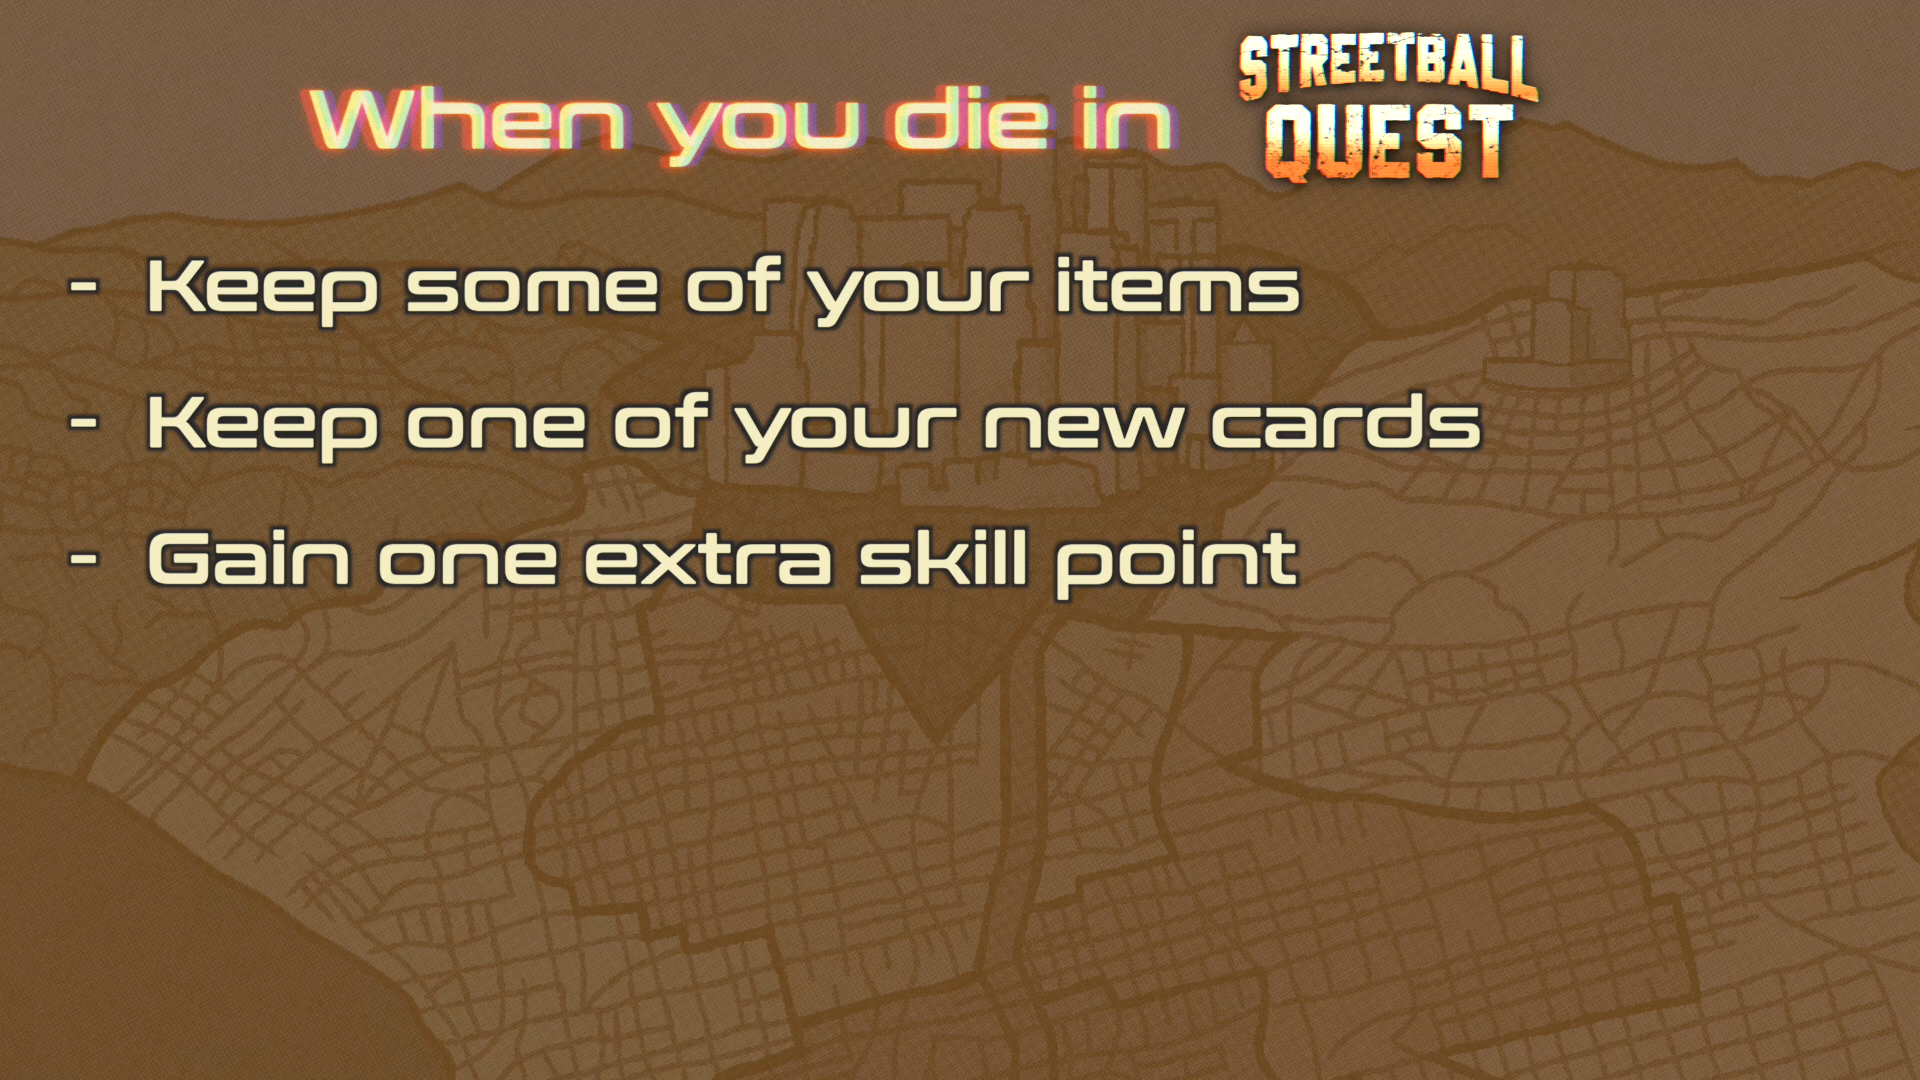 When you die in STREETBALL QUEST
- Keep some of your items
- Keep one of your new cards
- Gain one extra skill point